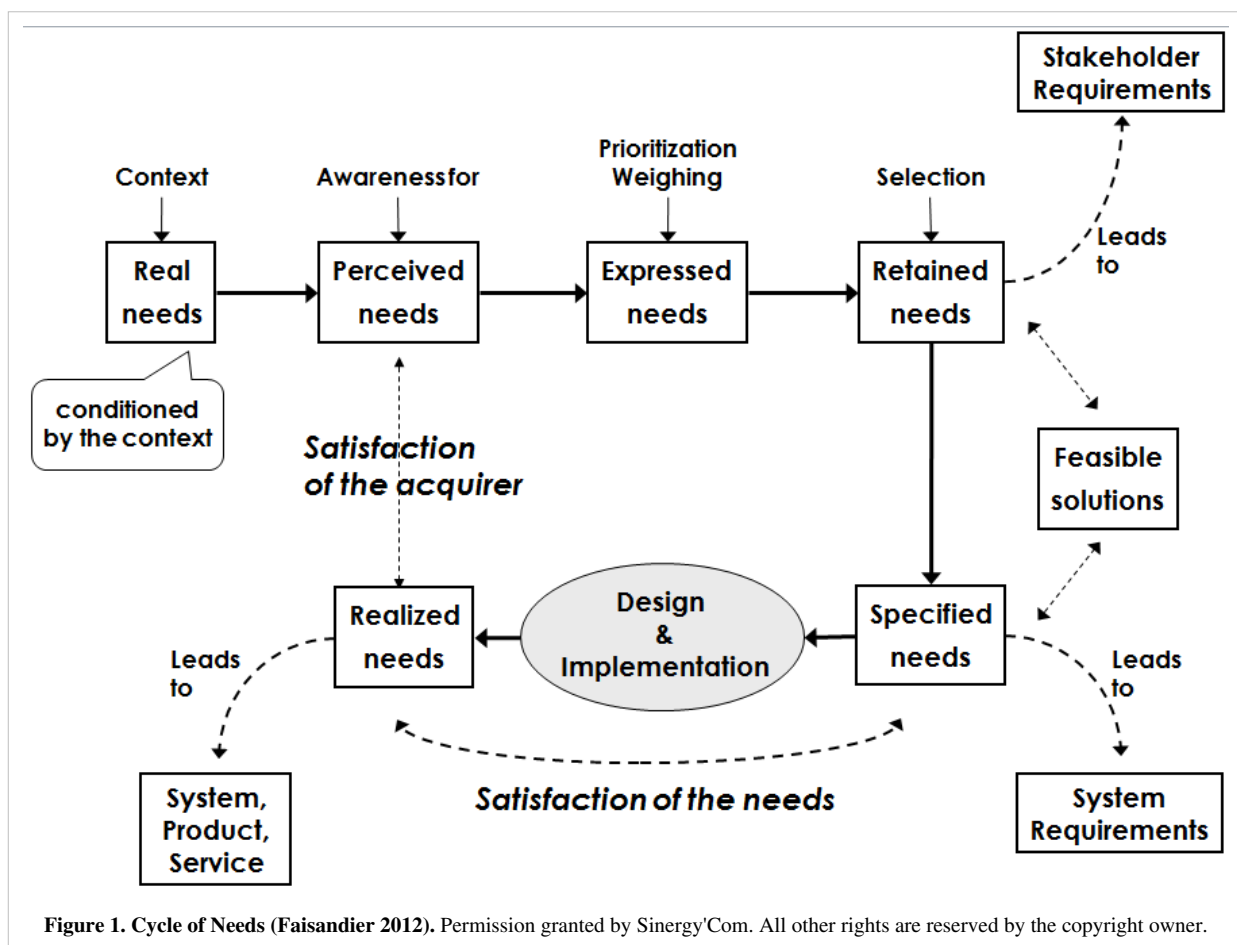 Stakeholder
Requirements
Prioritization
Weighing
Context
Awareness for
Selection
Leads
to
Real
needs
Perceived
needs
Expressed
needs
Retained
needs
conditioned
by the context
Satisfaction
of the acquirer
Feasible
solutions
Realized
needs
Design
&
Implementation
Specified
needs
Leads
to
Leads
to
System,
Product,
Service
Satisfaction of the needs
System
Requirements
Figure 1. Cycle of Needs (Faisandier 2012). Permission granted by Sinergy'Com. All other rights are reserved by the copyright owner.